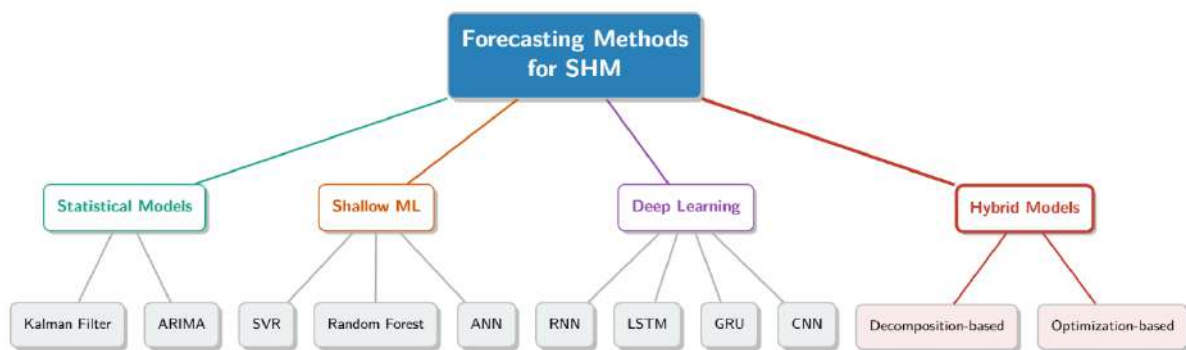 Forecasting Methods
for SHM
Statistical Models
Shallow ML
Deep Learning
Hybrid Models
Kalman Filter
ARIMA
SVR
Random Forest
ANN
RNN
LSTM
GRU
CNN
Decomposition-based
Optimization-based